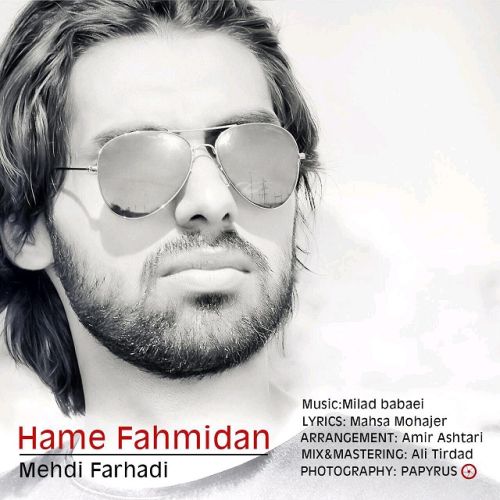 Hame Fahmidan
Mehdi Farhadi
Music:Milad babaei
LYRICS: Mahsa Mohajer
ARRANGEMENT: Amir Ashtari
MIX&MASTERING: Ali Tirdad
PHOTOGRAPHY: PAPYRUS